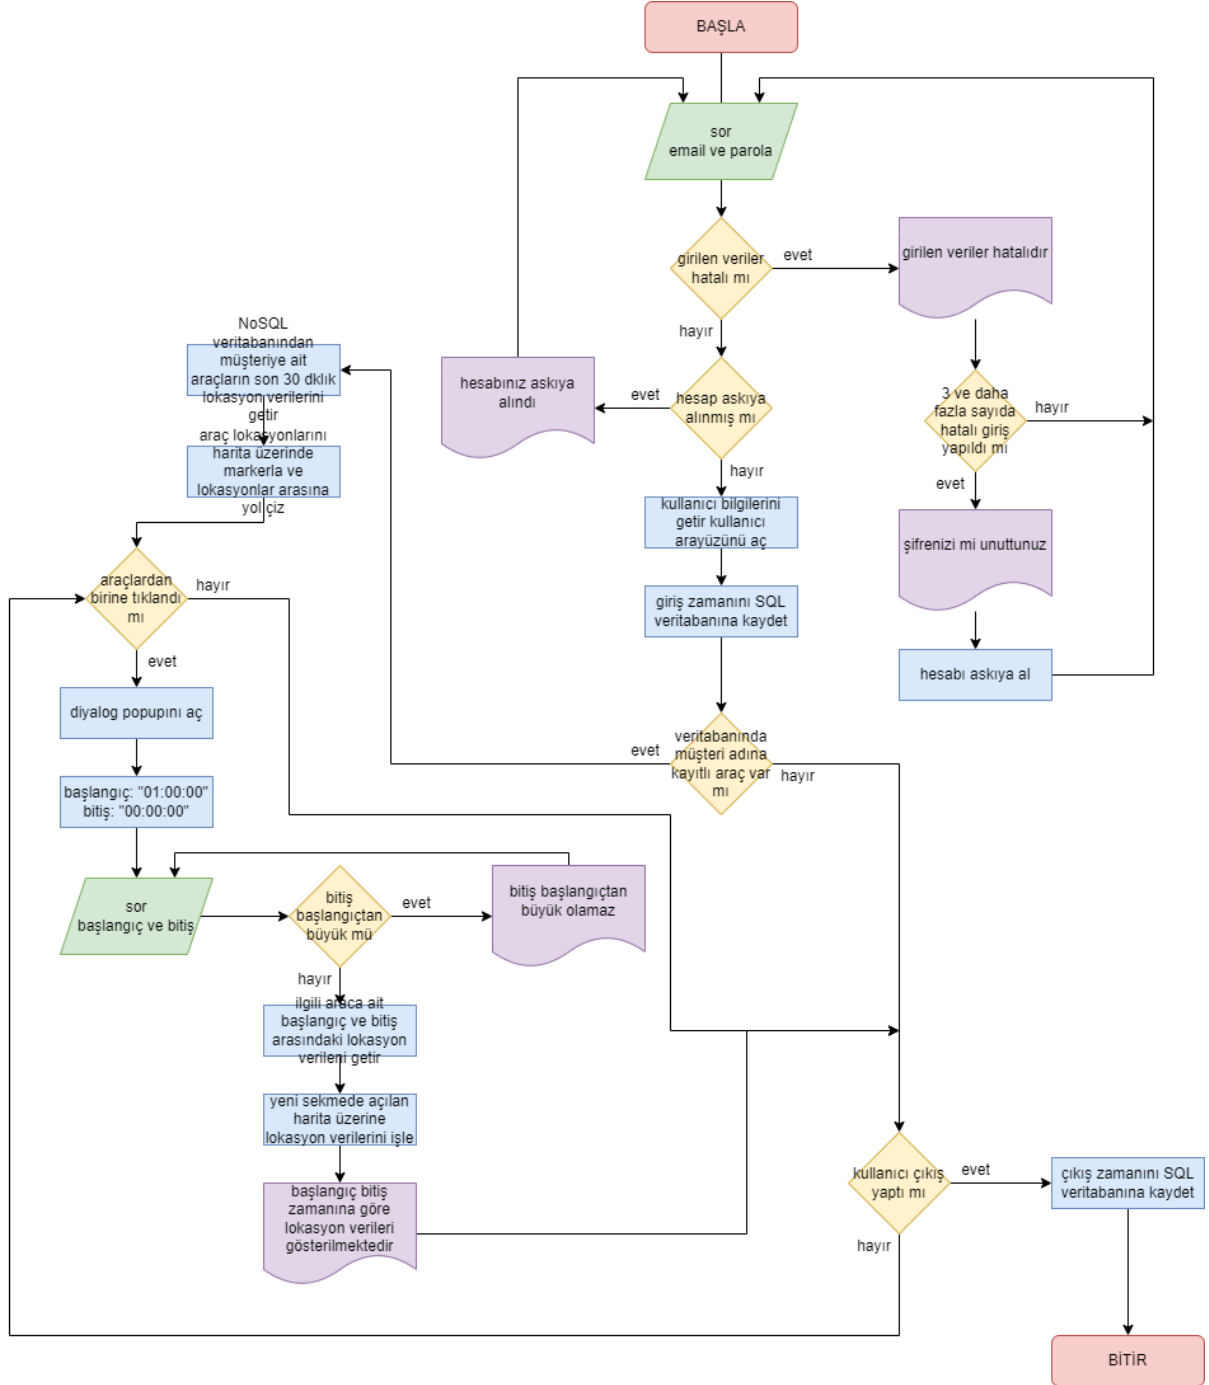 BAŞLA
sor
email ve parola
girilen veriler
hatalı mı
evet
girilen veriler hatalıdır
hayır
hesap askıya
alınmış mı
evet
hesabınız askıya
alındı
3 ve daha
fazla sayıda
hatalı giriş
yapıldı mı
hayır
evet
şifrenizi mi unuttunuz
hesabı askıya al
hayır
kullanıcı bilgilerini
getir kullanıcı
arayüzünü aç
giriş zamanını SQL
veritabanına kaydet
veritabanında
müşteri adına
kayıtlı araç var
mı
evet
hayır
NoSQL
veritabanından
müşteriye ait
araçların son 30 dklık
lokasyon verilerini
getir
araç lokasyonlarını
harita üzerinde
markerla ve
lokasyonlar arasına
yol çiz
araçlardan
birine tıklandı
mı
hayır
evet
diyalog popupını aç
başlangıç: "01:00:00"
bitiş: "00:00:00"
sor
başlangıç ve bitiş
bitiş
başlangıçtan
büyük mü
evet
bitiş başlangıçtan
büyük olamaz
hayır
ilgili araca ait
başlangıç ve bitiş
arasındaki lokasyon
verileni getir
yeni sekmede açılan
harita üzerine
lokasyon verilerini işle
başlangıç bitiş
zamanına göre
lokasyon verileri
gösterilmektedir
kullanıcı çıkış
yaptı mı
evet
hayır
çıkış zamanını SQL
veritabanına kaydet
BİTİR